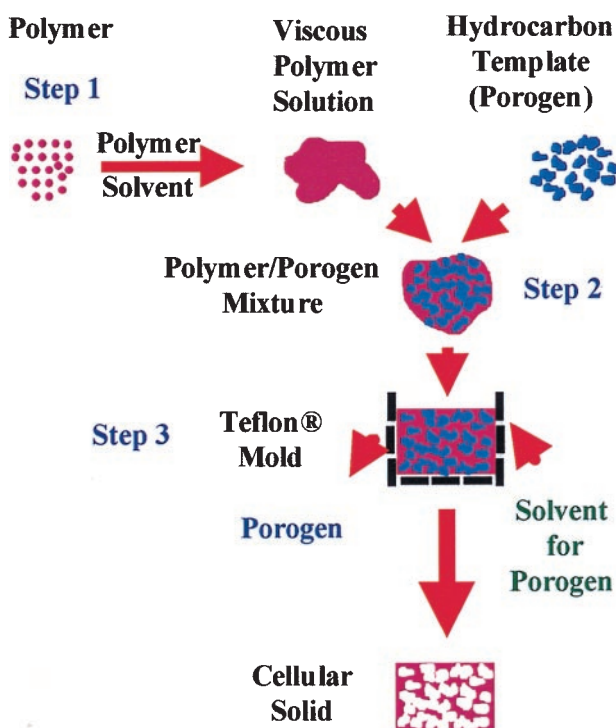 Polymer
Viscous
Polymer
Solution
Hydrocarbon
Template
(Porogen)
Step 1
Polymer
Solvent
Polymer/Porogen
Mixture
Step 2
Step 3
Teflon®
Mold
Porogen
Solvent
for
Porogen
Cellular
Solid